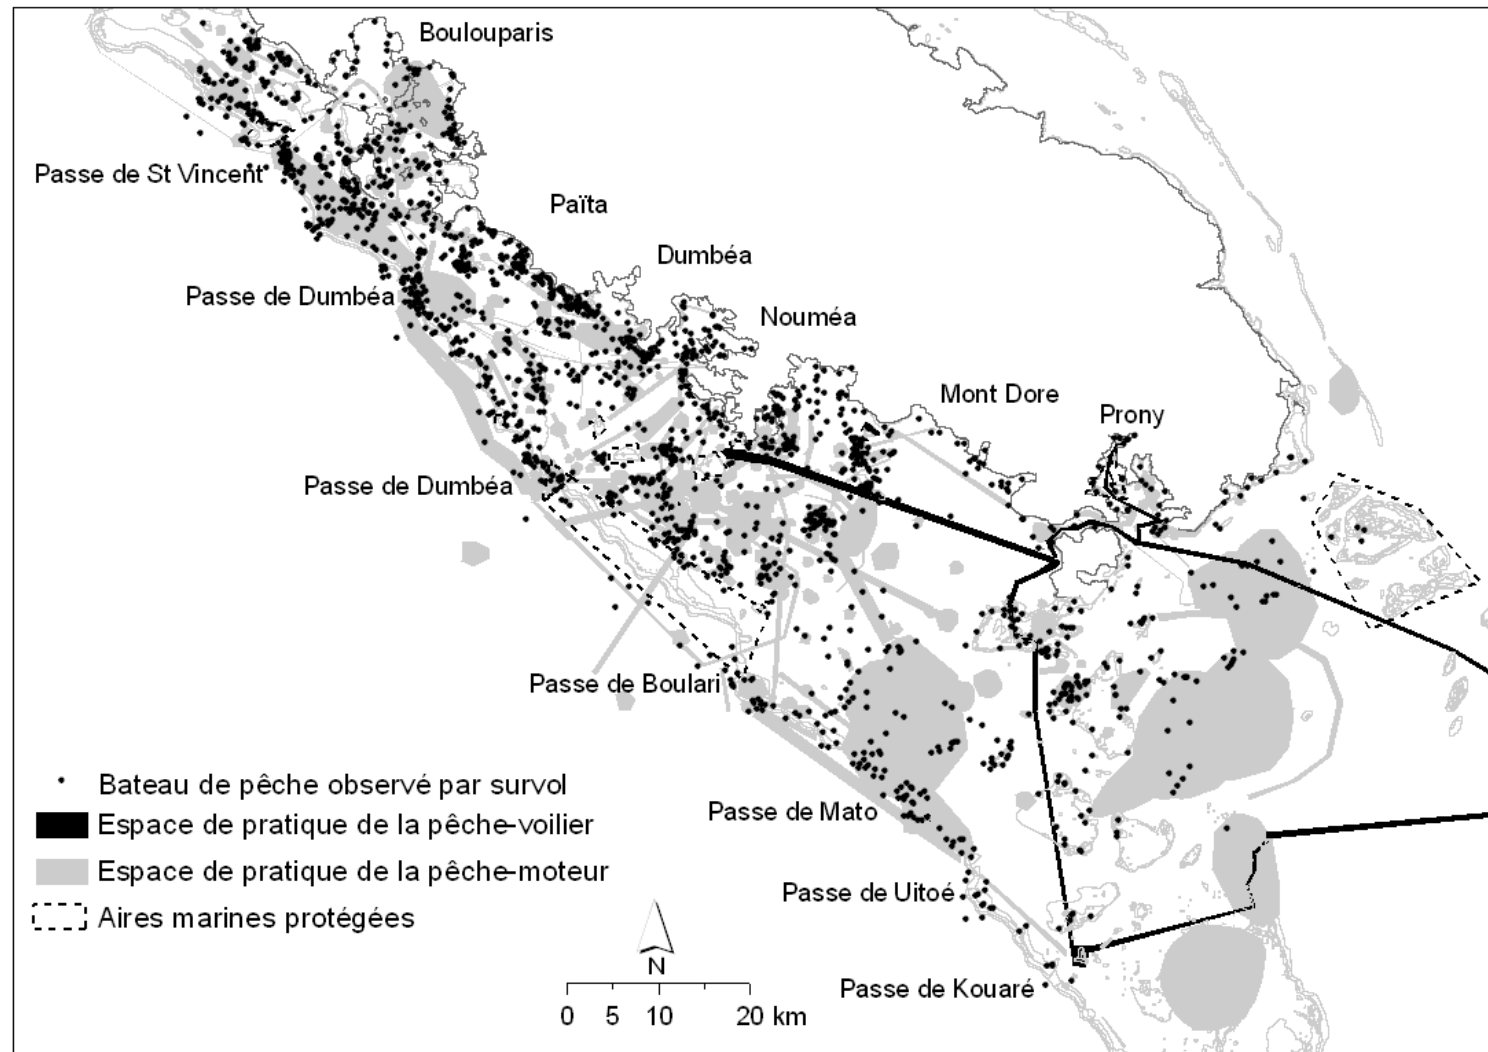 Boulouparis
Passe de St Vincent
Païta
Dumbéa
Passe de Dumbéa
Nouméa
Mont Dore
Prony
Passe de Dumbéa
Passe de Boulari
Bateau de pêche observé par survol
Passe de Mato
Espace de pratique de la pêche-voilier
Espace de pratique de la pêche-moteur
Passe de Uitoé
Aires marines protégées
N
Passe de Kouaré
0 5 10 20 km